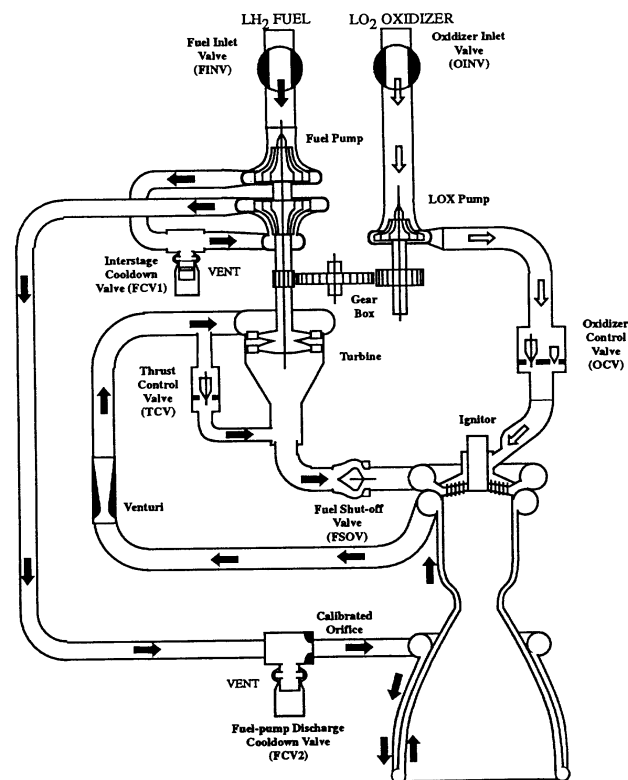 LH2 FUEL
LO2 OXIDIZER
Fuel Inlet
Valve
(FINV)
Oxidizer Inlet
Valve
(OINV)
Fuel Pump
LOX Pump
Interstage
Cooldown
Valve (FCV1)
VENT
Gear
Box
Oxidizer
Control
Valve
(OCV)
Turbine
Thrust
Control
Valve
(TCV)
Ignitor
Venturi
Fuel Shut-off
Valve
(FSOV)
Calibrated
Orifice
VENT
Fuel-pump Discharge
Cooldown Valve
(FCV2)